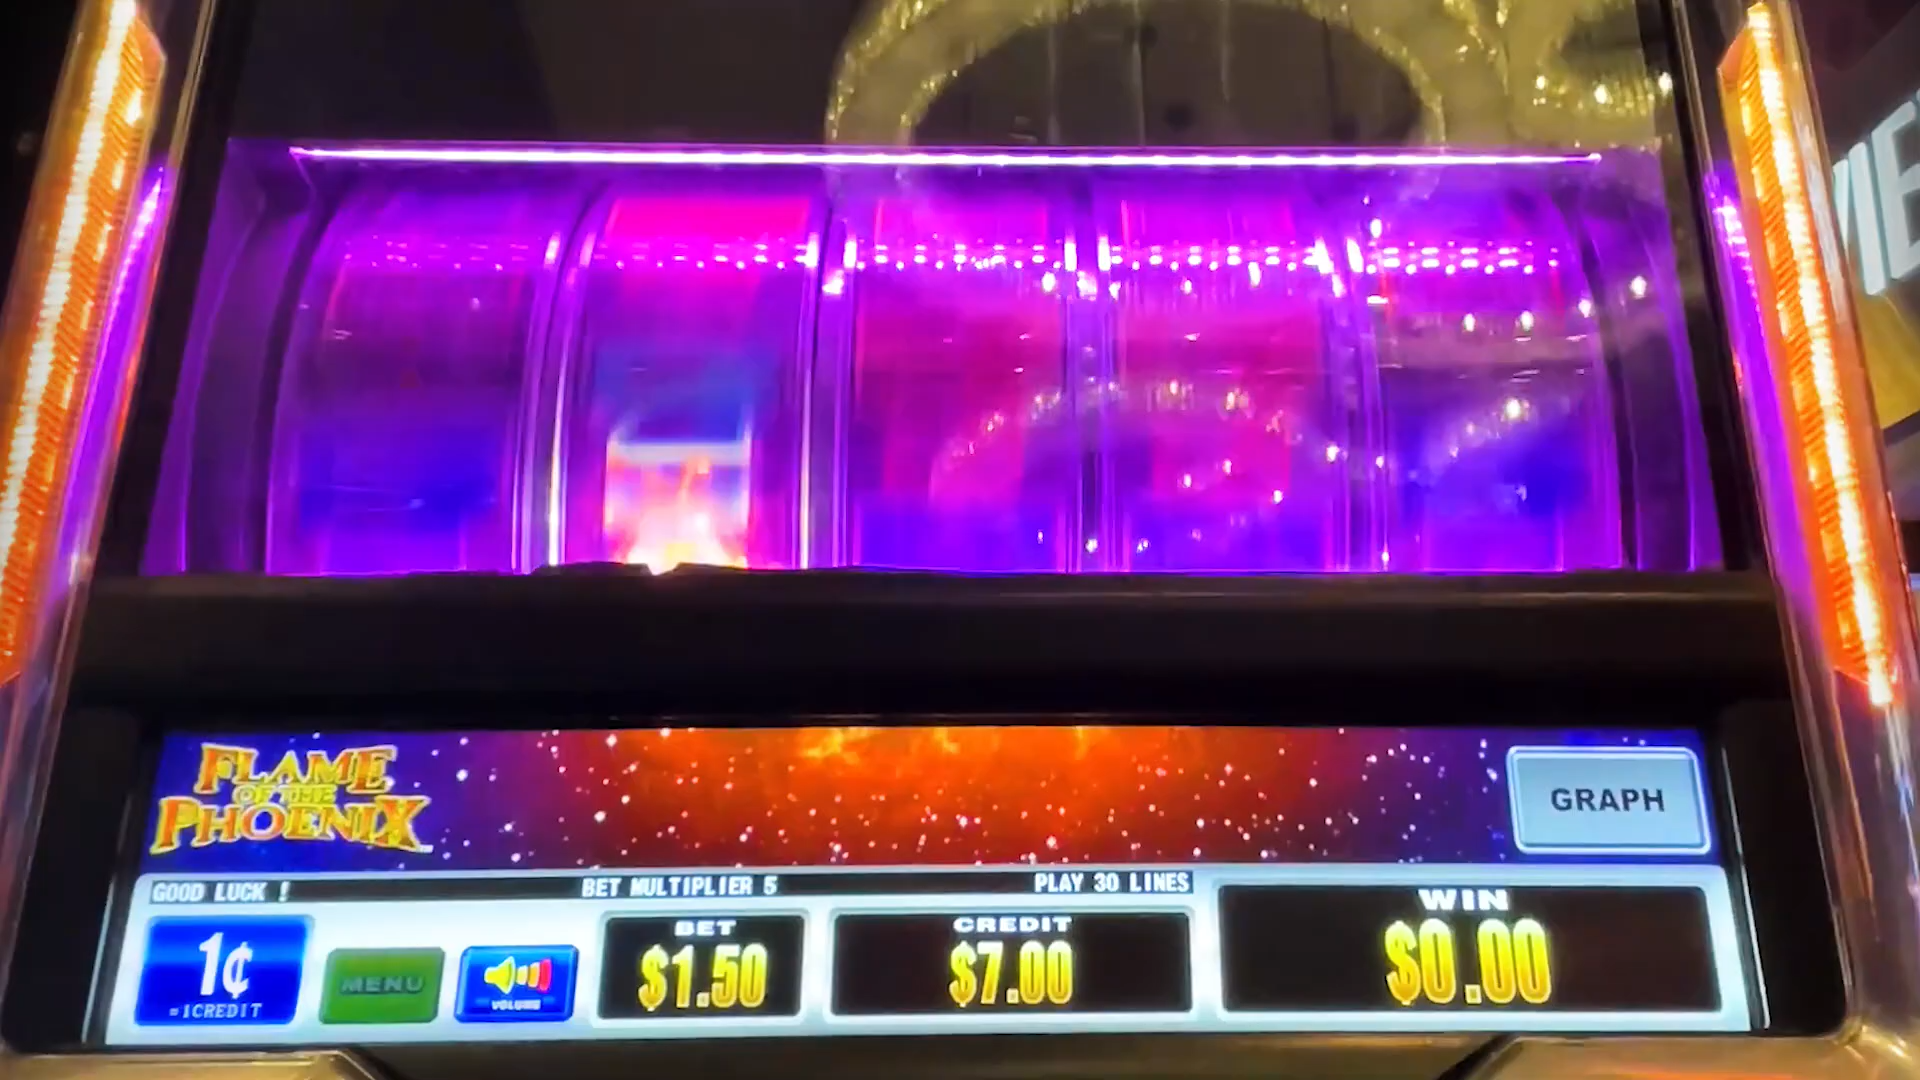 VIE
FLAME
OF THE
PHOENIX
GRAPH
GOOD LUCK !
BET MULTIPLIER 5
PLAY 30 LINES
1¢
=1CREDIT
MENU
VOLUME
BET
$1.50
CREDIT
$7.00
WIN
$0.00